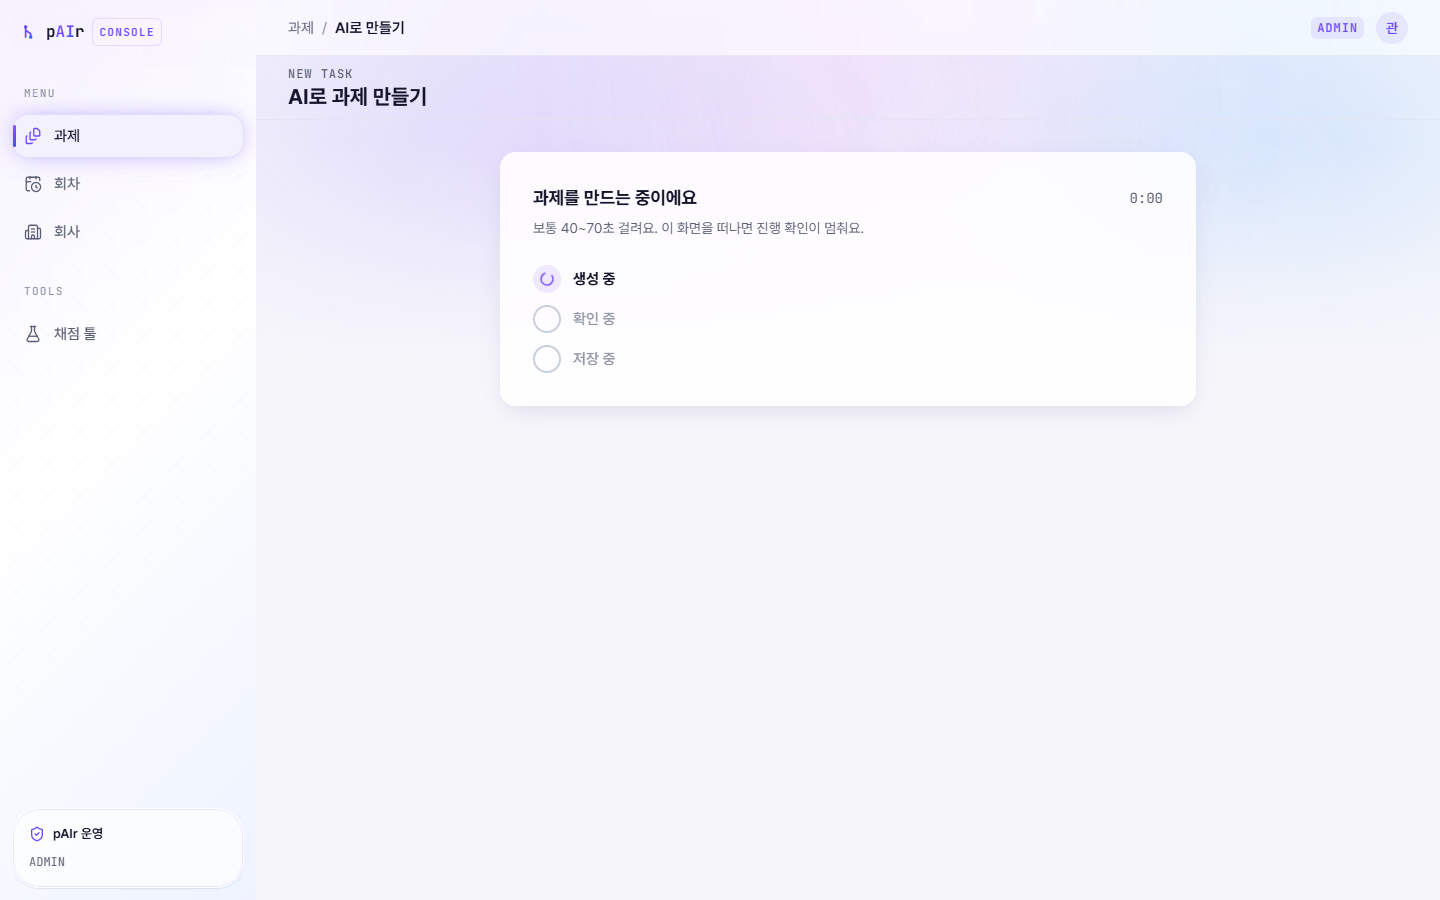 pAIr CONSOLE
MENU
과제
회차
회사
TOOLS
채점 툴
pAIr 운영
ADMIN
과제 / AI로 만들기
ADMIN 관
NEW TASK
AI로 과제 만들기
과제를 만드는 중이에요 0:00
보통 40~70초 걸려요. 이 화면을 떠나면 진행 확인이 멈춰요.
생성 중
확인 중
저장 중